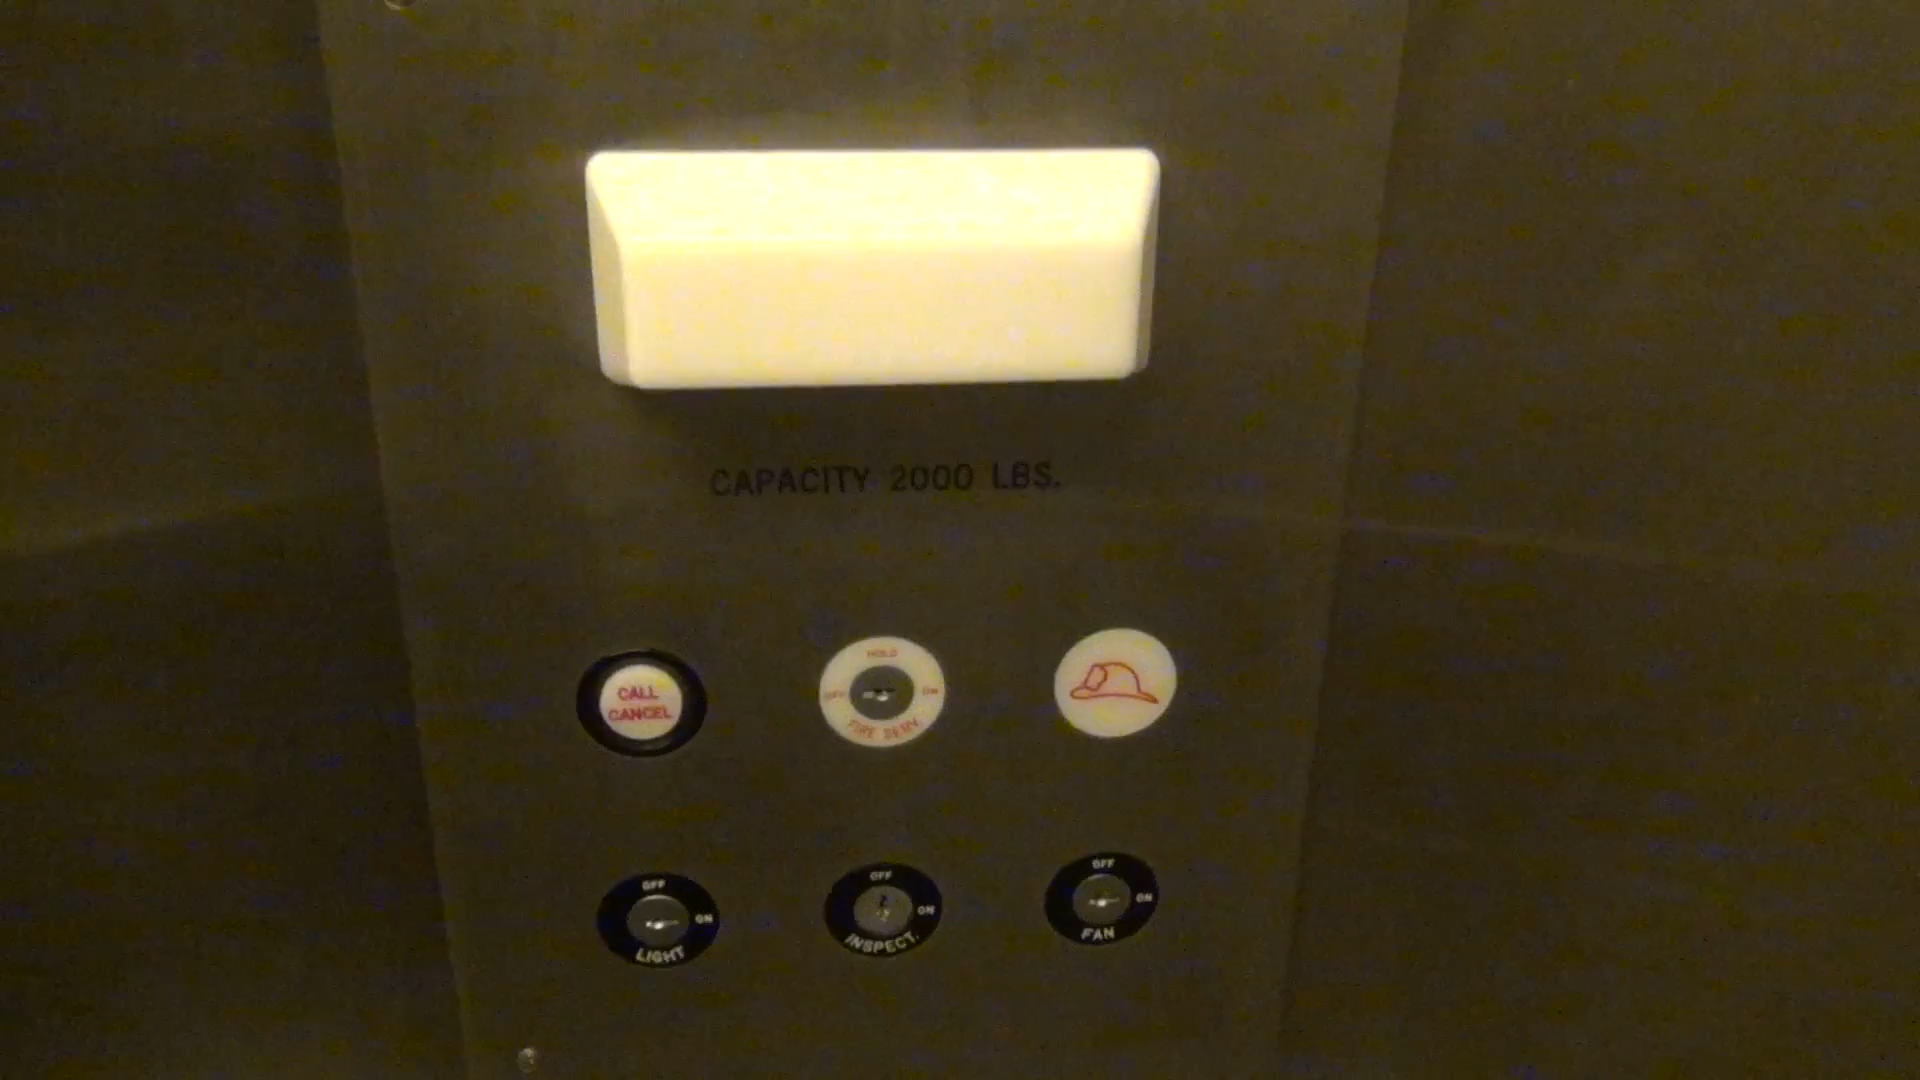 CAPACITY 2000 LBS.
CALL
CANCEL
HOLD
OFF ON
FIRE SERV.
OFF
ON
LIGHT
OFF
ON
INSPECT.
OFF
ON
FAN